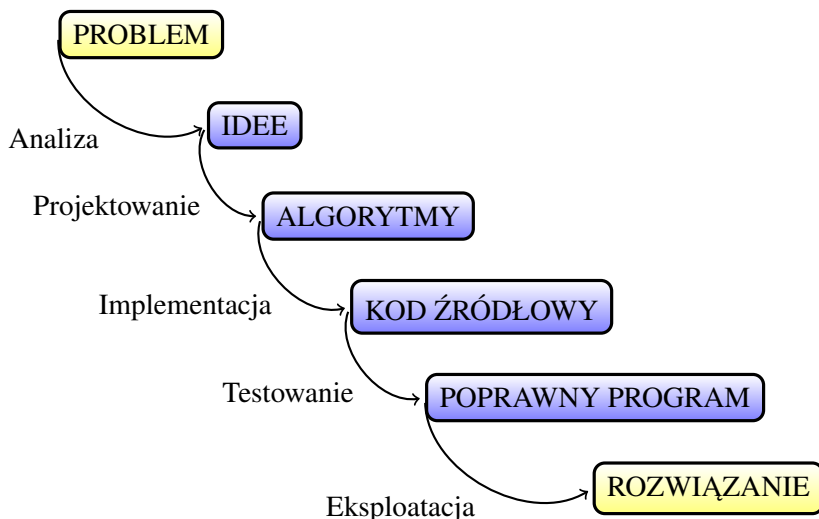 PROBLEM
Analiza
IDEE
Projektowanie
ALGORYTMY
Implementacja
KOD ŹRÓDŁOWY
Testowanie
POPRAWNY PROGRAM
Eksploatacja
ROZWIĄZANIE